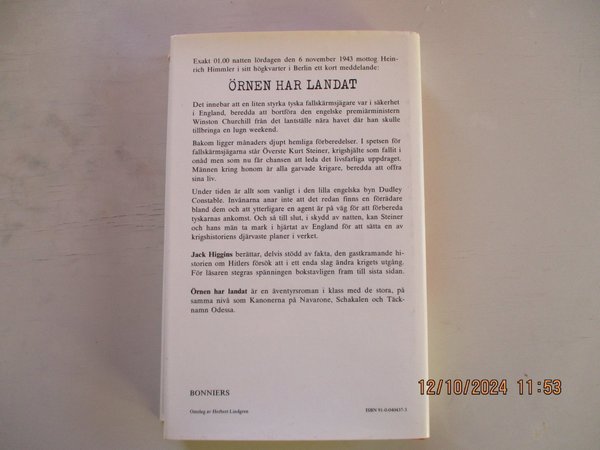 Exakt 01.00 natten lördagen den 6 november 1943 mottog Hein-
rich Himmler i sitt högkvarter i Berlin ett kort meddelande:
ÖRNEN HAR LANDAT
Det innebar att en liten styrka tyska fallskärmsjägare var i säkerhet
i England, beredda att bortföra den engelske premiärministern
Winston Churchill från det lantställe nära havet där han skulle
tillbringa en lugn weekend.
Bakom ligger månaders djupt hemliga förberedelser. I spetsen för
fallskärmsjägarna står Överste Kurt Steiner, krigshjälte som fallit i
onåd men som nu får chansen att leda det livsfarliga uppdraget.
Männen kring honom är alla garvade krigare, beredda att offra
sina liv.
Under tiden är allt som vanligt i den lilla engelska byn Dudley
Constable. Invånarna anar inte att det redan finns en förrädare
bland dem och att ytterligare en agent är på väg för att förbereda
tyskarnas ankomst. Och så till slut, i skydd av natten, kan Steiner
och hans män ta mark i hjärtat av England för att sätta en av
krigshistoriens djärvaste planer i verket.
Jack Higgins berättar, delvis stödd av fakta, den gastkramande hi-
storien om Hitlers försök att i ett enda slag ändra krigets utgång.
För läsaren stegras spänningen bokstavligen fram till sista sidan.
Örnen har landat är en äventyrsroman i klass med de stora, på
samma nivå som Kanonerna på Navarone, Schakalen och Täck-
namn Odessa.
BONNIERS
Omslag av Herbert Lindgren
ISBN 91-0-040437-3
12/10/2024 11:53